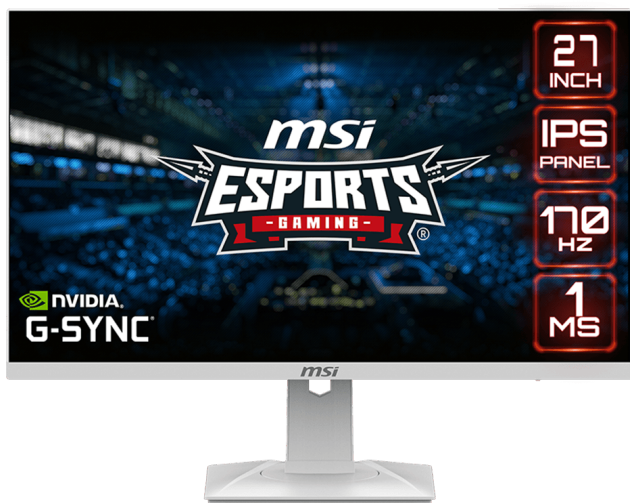 27
INCH
IPS
PANEL
170
HZ
1
MS
msi
ESPORTS
-GAMING-
®
NVIDIA.
G-SYNC
msi